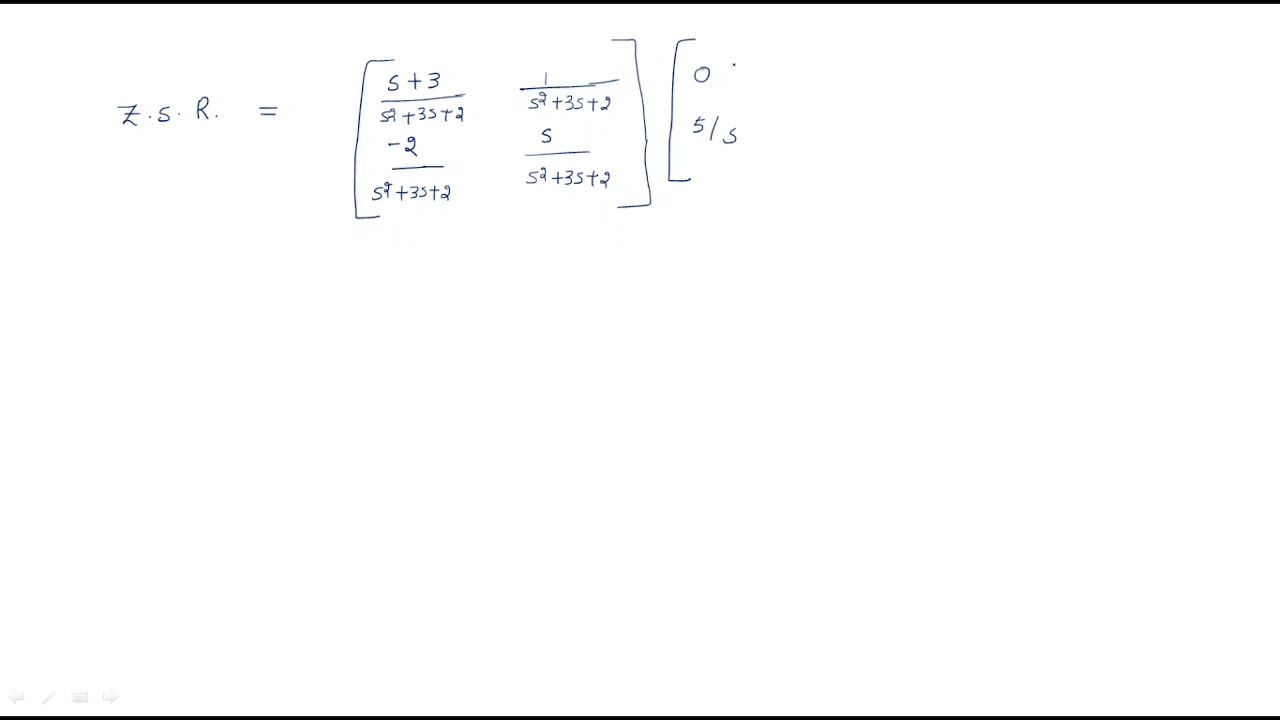 Z.S.R. = [ (s+3)/(s²+3s+2)  1/(s²+3s+2) ] [ 0 ]
[ -2/(s²+3s+2)  s/(s²+3s+2) ] [ 5/s ]